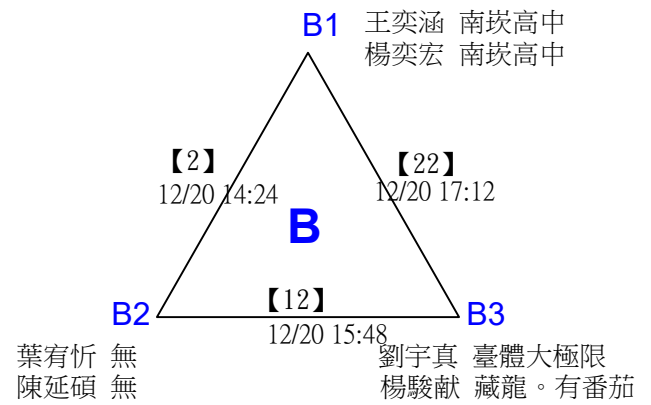 B1 王奕涵 南崁高中
楊奕宏 南崁高中
【2】
12/20 14:24
【22】
12/20 17:12
B
【12】
12/20 15:48
B2
B3
葉宥忻 無
陳延碩 無
劉宇真 臺體大極限
楊駿献 藏龍。有番茄